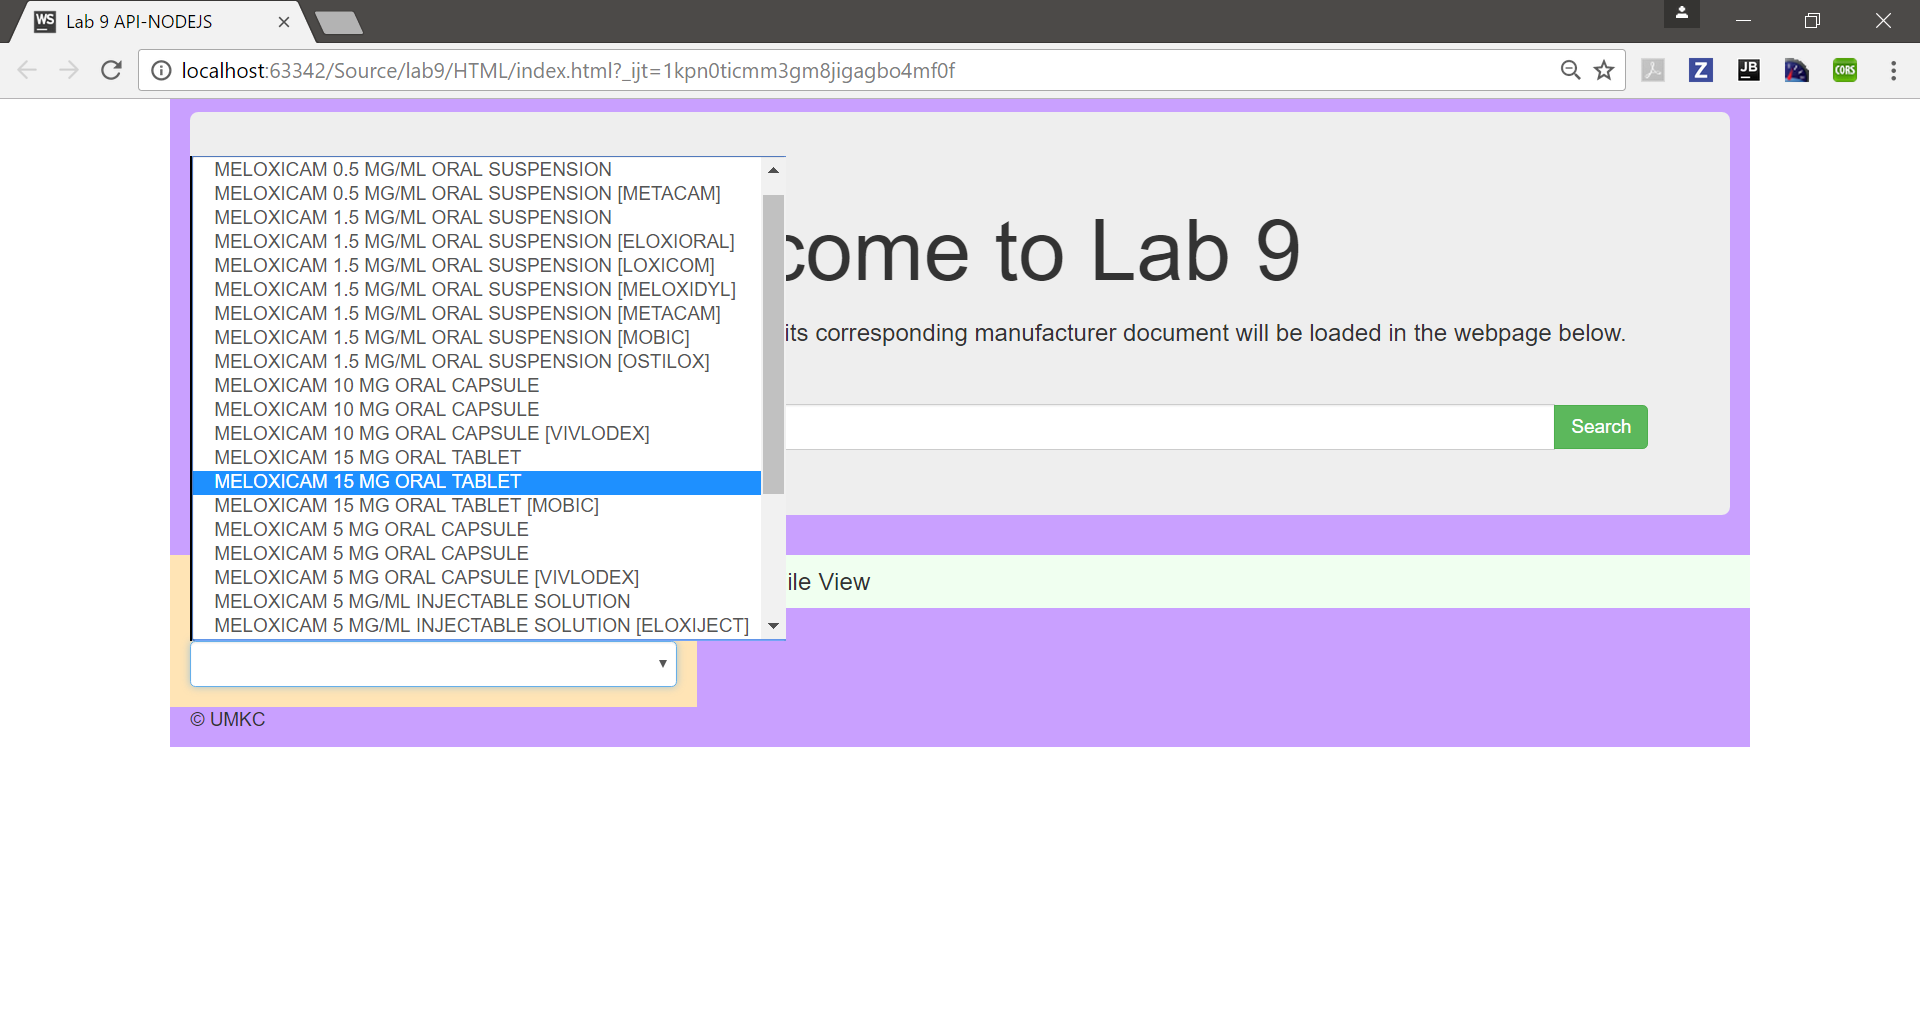 WS Lab 9 API-NODEJS
localhost:63342/Source/lab9/HTML/index.html?_ijt=1kpn0ticmm3gm8jigagbo4mf0f
Z
JB
CORS
MELOXICAM 0.5 MG/ML ORAL SUSPENSION
MELOXICAM 0.5 MG/ML ORAL SUSPENSION [METACAM]
MELOXICAM 1.5 MG/ML ORAL SUSPENSION
MELOXICAM 1.5 MG/ML ORAL SUSPENSION [ELOXIORAL]
MELOXICAM 1.5 MG/ML ORAL SUSPENSION [LOXICOM]
MELOXICAM 1.5 MG/ML ORAL SUSPENSION [MELOXIDYL]
MELOXICAM 1.5 MG/ML ORAL SUSPENSION [METACAM]
MELOXICAM 1.5 MG/ML ORAL SUSPENSION [MOBIC]
MELOXICAM 1.5 MG/ML ORAL SUSPENSION [OSTILOX]
MELOXICAM 10 MG ORAL CAPSULE
MELOXICAM 10 MG ORAL CAPSULE
MELOXICAM 10 MG ORAL CAPSULE [VIVLODEX]
MELOXICAM 15 MG ORAL TABLET
MELOXICAM 15 MG ORAL TABLET
MELOXICAM 15 MG ORAL TABLET [MOBIC]
MELOXICAM 5 MG ORAL CAPSULE
MELOXICAM 5 MG ORAL CAPSULE
MELOXICAM 5 MG ORAL CAPSULE [VIVLODEX]
MELOXICAM 5 MG/ML INJECTABLE SOLUTION
MELOXICAM 5 MG/ML INJECTABLE SOLUTION [ELOXIJECT]
come to Lab 9
its corresponding manufacturer document will be loaded in the webpage below.
Search
ile View
© UMKC